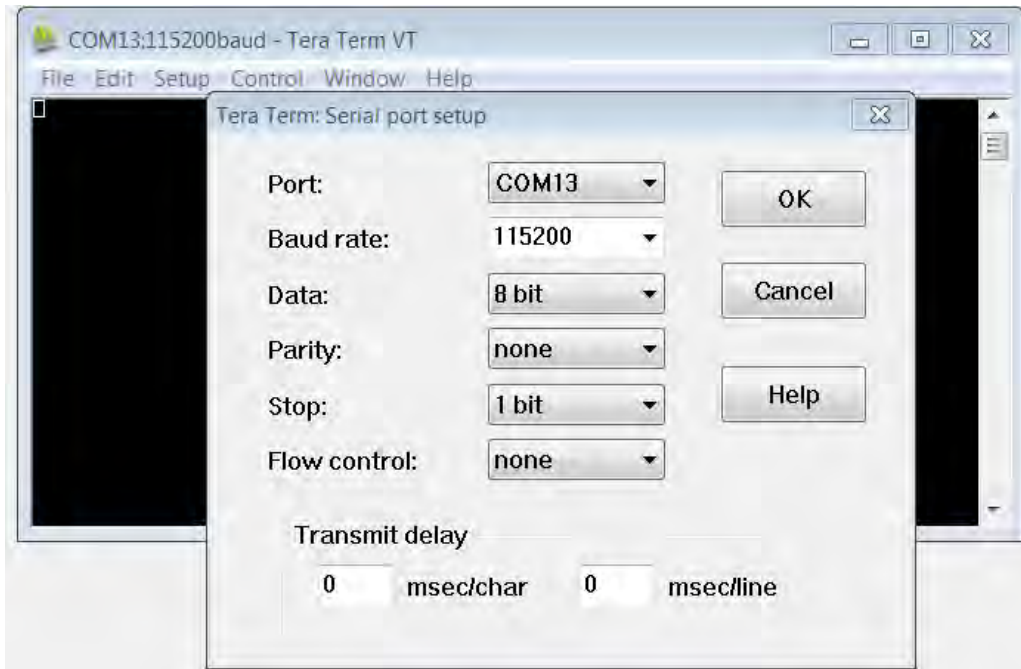 COM13:115200baud - Tera Term VT
File Edit Setup Control Window Help
Tera Term: Serial port setup
Port: COM13 OK
Baud rate: 115200
Data: 8 bit Cancel
Parity: none
Stop: 1 bit Help
Flow control: none
Transmit delay
0 msec/char 0 msec/line